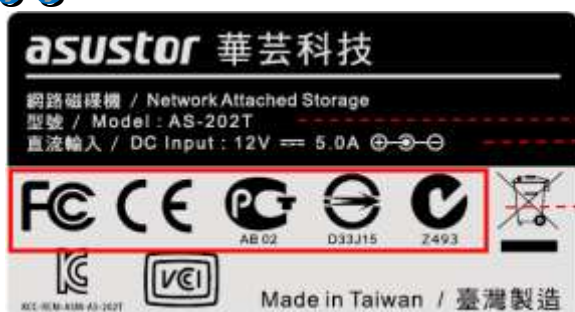 asustor 華芸科技
網路磁碟機 / Network Attached Storage
型號 / Model : AS-202T
直流輸入 / DC Input : 12V 5.0A
FC CE PCT
AB 02 D33J15 Z493
VCI
Made in Taiwan / 臺灣製造